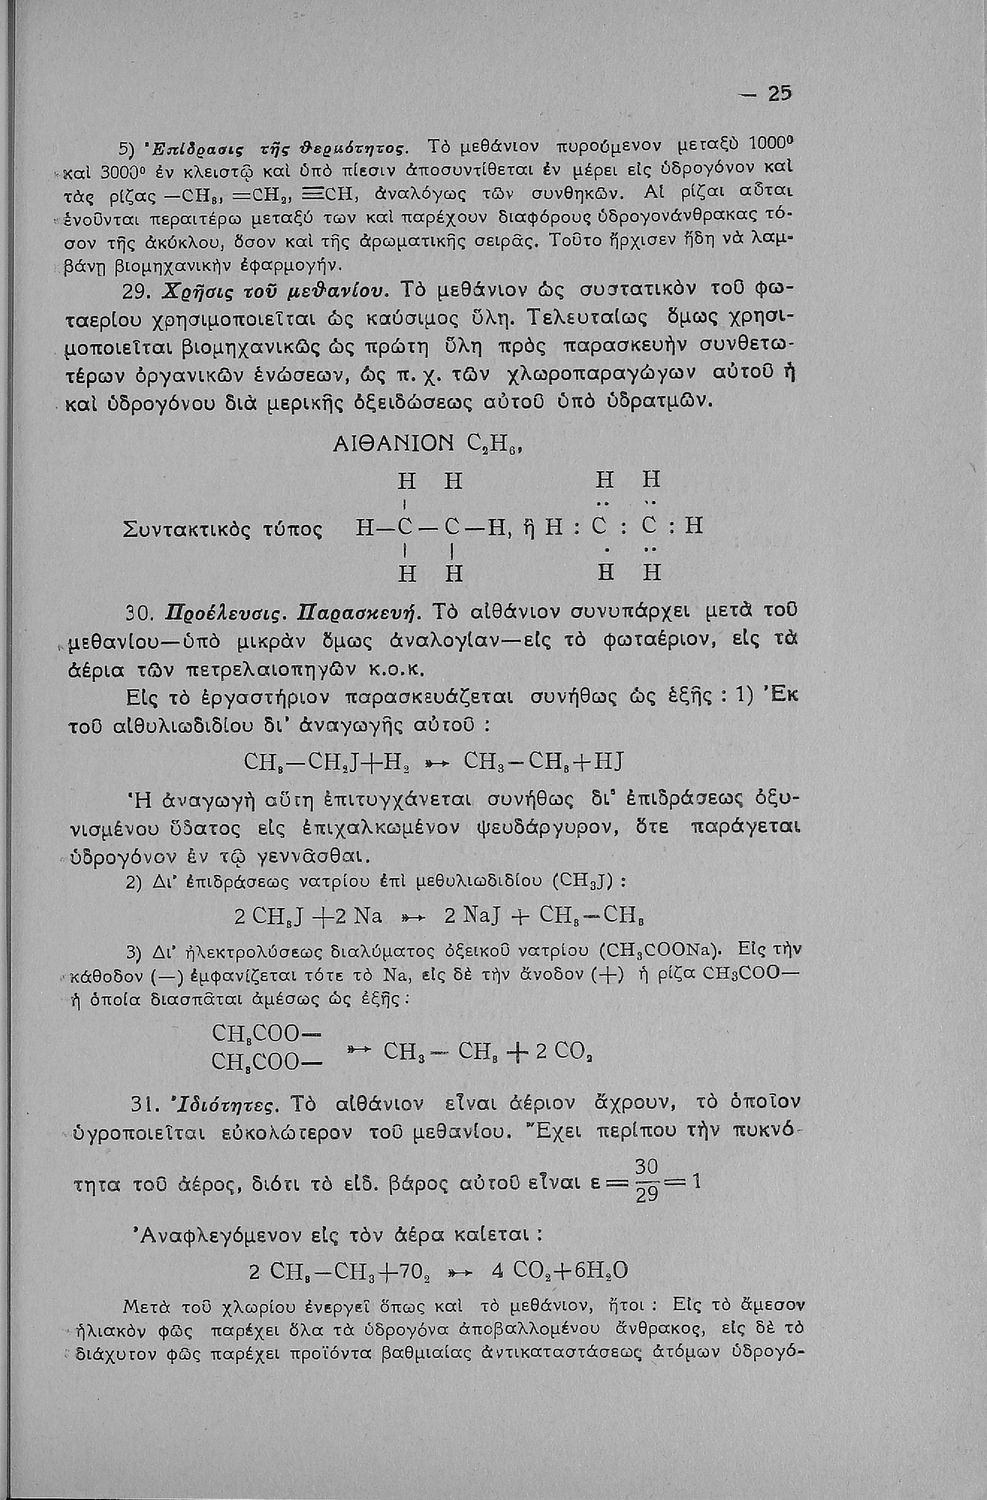 — 25
5) Ἐπίδρασις τῆς θερμότητος. Τὸ μεθάνιον πυρούμενον μεταξὺ 1000⁰
καὶ 3000⁰ ἐν κλειστῷ καὶ ὑπὸ πίεσιν ἀποσυντίθεται ἐν μέρει εἰς ὑδρογόνον καὶ
τὰς ρίζας —CH₃, =CH₂, ≡CH, ἀναλόγως τῶν συνθηκῶν. Αἱ ρίζαι αὗται
ἑνοῦνται περαιτέρω μεταξύ των καὶ παρέχουν διαφόρους ὑδρογονάνθρακας τό-
σον τῆς ἀκύκλου, ὅσον καὶ τῆς ἀρωματικῆς σειρᾶς. Τοῦτο ἤρχισεν ἤδη νὰ λαμ-
βάνῃ βιομηχανικὴν ἐφαρμογήν.
29. Χρῆσις τοῦ μεθανίου. Τὸ μεθάνιον ὡς συστατικὸν τοῦ φω-
ταερίου χρησιμοποιεῖται ὡς καύσιμος ὕλη. Τελευταίως ὅμως χρησι-
μοποιεῖται βιομηχανικῶς ὡς πρώτη ὕλη πρὸς παρασκευὴν συνθετω-
τέρων ὀργανικῶν ἑνώσεων, ὡς π. χ. τῶν χλωροπαραγώγων αὐτοῦ ἢ
καὶ ὑδρογόνου διὰ μερικῆς ὀξειδώσεως αὐτοῦ ὑπὸ ὑδρατμῶν.
ΑΙΘΑΝΙΟΝ C₂H₆,
H H H H
| .. ..
Συντακτικὸς τύπος H—C—C—H, ἢ H : C : C : H
| | . ..
H H H H
30. Προέλευσις. Παρασκευή. Τὸ αἰθάνιον συνυπάρχει μετὰ τοῦ
μεθανίου—ὑπὸ μικρὰν ὅμως ἀναλογίαν—εἰς τὸ φωταέριον, εἰς τὰ
ἀέρια τῶν πετρελαιοπηγῶν κ.ο.κ.
Εἰς τὸ ἐργαστήριον παρασκευάζεται συνήθως ὡς ἑξῆς : 1) Ἐκ
τοῦ αἰθυλιωδιδίου δι' ἀναγωγῆς αὐτοῦ :
CH₃—CH₂J+H₂ ➳ CH₃—CH₃+HJ
Ἡ ἀναγωγὴ αὕτη ἐπιτυγχάνεται συνήθως δι' ἐπιδράσεως ὀξυ-
νισμένου ὕδατος εἰς ἐπιχαλκωμένον ψευδάργυρον, ὅτε παράγεται
ὑδρογόνον ἐν τῷ γεννᾶσθαι.
2) Δι' ἐπιδράσεως νατρίου ἐπὶ μεθυλιωδιδίου (CH₃J) :
2 CH₃J +2 Na ➳ 2 NaJ + CH₃—CH₃
3) Δι' ἠλεκτρολύσεως διαλύματος ὀξεικοῦ νατρίου (CH₃COONa). Εἰς τὴν
κάθοδον (—) ἐμφανίζεται τότε τὸ Na, εἰς δὲ τὴν ἄνοδον (+) ἡ ρίζα CH₃COO—
ἡ ὁποία διασπᾶται ἀμέσως ὡς ἑξῆς :
CH₃COO—
CH₃COO— ➳ CH₃— CH₃ + 2 CO₂
31. Ἰδιότητες. Τὸ αἰθάνιον εἶναι ἀέριον ἄχρουν, τὸ ὁποῖον
ὑγροποιεῖται εὐκολώτερον τοῦ μεθανίου. Ἔχει περίπου τὴν πυκνό-
τητα τοῦ ἀέρος, διότι τὸ εἰδ. βάρος αὐτοῦ εἶναι ε = 30/29 = 1
Ἀναφλεγόμενον εἰς τὸν ἀέρα καίεται :
2 CH₃—CH₃+7O₂ ➳ 4 CO₂+6H₂O
Μετὰ τοῦ χλωρίου ἐνεργεῖ ὅπως καὶ τὸ μεθάνιον, ἤτοι : Εἰς τὸ ἄμεσον
ἡλιακὸν φῶς παρέχει ὅλα τὰ ὑδρογόνα ἀποβαλλομένου ἄνθρακος, εἰς δὲ τὸ
διάχυτον φῶς παρέχει προϊόντα βαθμιαίας ἀντικαταστάσεως ἀτόμων ὑδρογό-